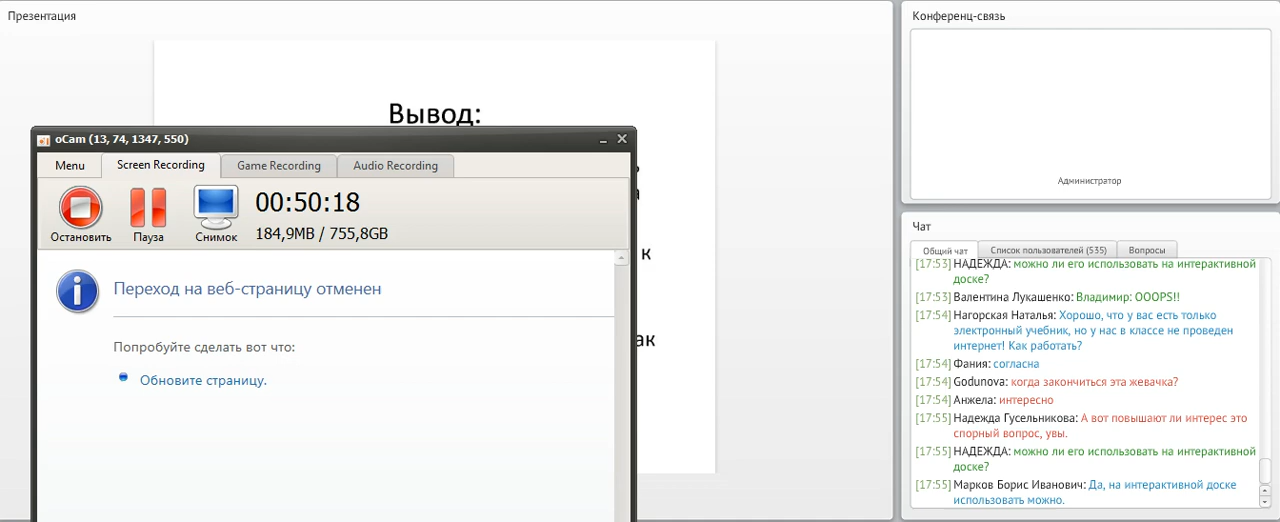 Презентация
Вывод:
oCam (13, 74, 1347, 550)
Menu
Screen Recording
Game Recording
Audio Recording
Остановить
Пауза
Снимок
00:50:18
184,9MB / 755,8GB
Переход на веб-страницу отменен
Попробуйте сделать вот что:
Обновите страницу.
к
ак
Конференц-связь
Администратор
Чат
Общий чат
Список пользователей (535)
Вопросы
[17:53] НАДЕЖДА: можно ли его использовать на интерактивной
доске?
[17:53] Валентина Лукашенко: Владимир: OOOPS!!
[17:54] Нагорская Наталья: Хорошо, что у вас есть только
электронный учебник, но у нас в классе не проведен
интернет! Как работать?
[17:54] Фания: согласна
[17:54] Godunova: когда закончиться эта жевачка?
[17:54] Анжела: интересно
[17:55] Надежда Гусельникова: А вот повышают ли интерес это
спорный вопрос, увы.
[17:55] НАДЕЖДА: можно ли его использовать на интерактивной
доске?
[17:55] Марков Борис Иванович: Да, на интерактивной доске
использовать можно.